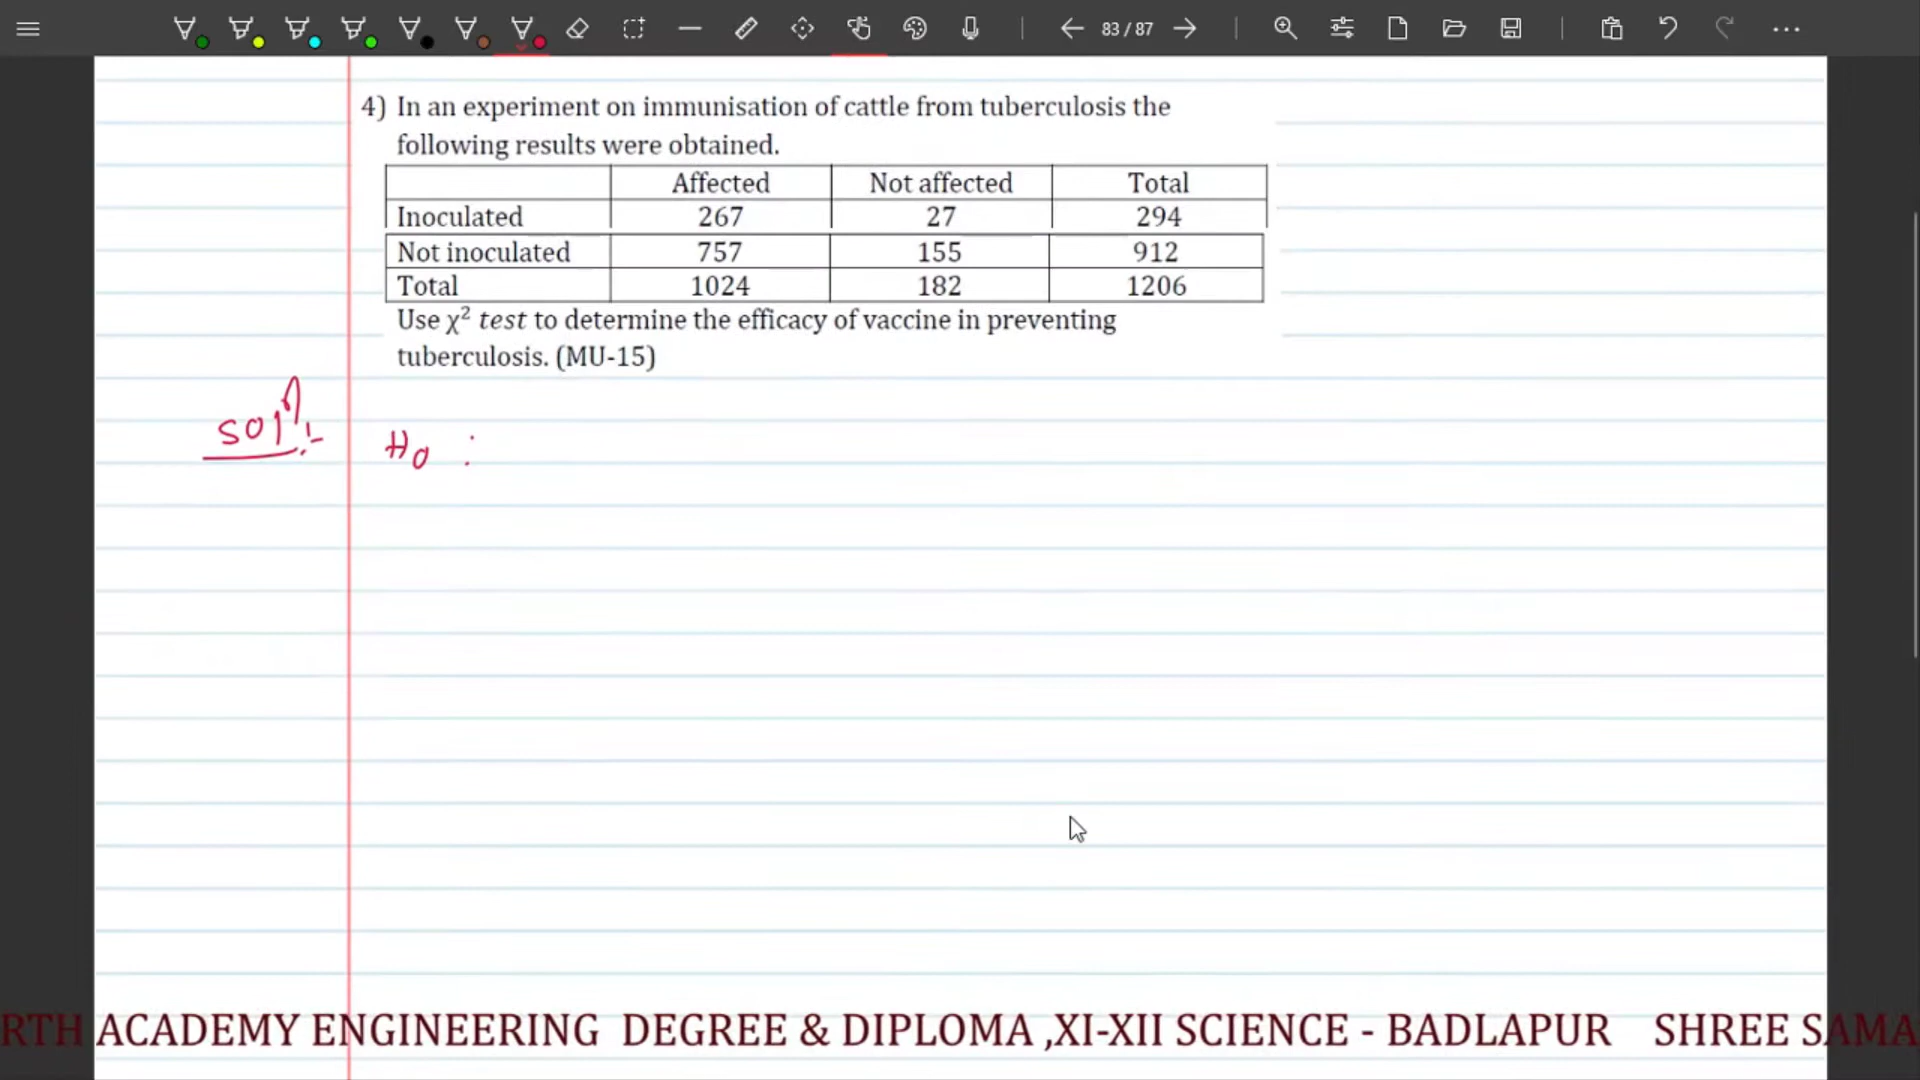 83 / 87
4) In an experiment on immunisation of cattle from tuberculosis the
following results were obtained.
Affected Not affected Total
Inoculated 267 27 294
Not inoculated 757 155 912
Total 1024 182 1206
Use χ² test to determine the efficacy of vaccine in preventing
tuberculosis. (MU-15)
Solⁿ:-
H₀ :
RTH ACADEMY ENGINEERING DEGREE & DIPLOMA ,XI-XII SCIENCE - BADLAPUR SHREE SAMA